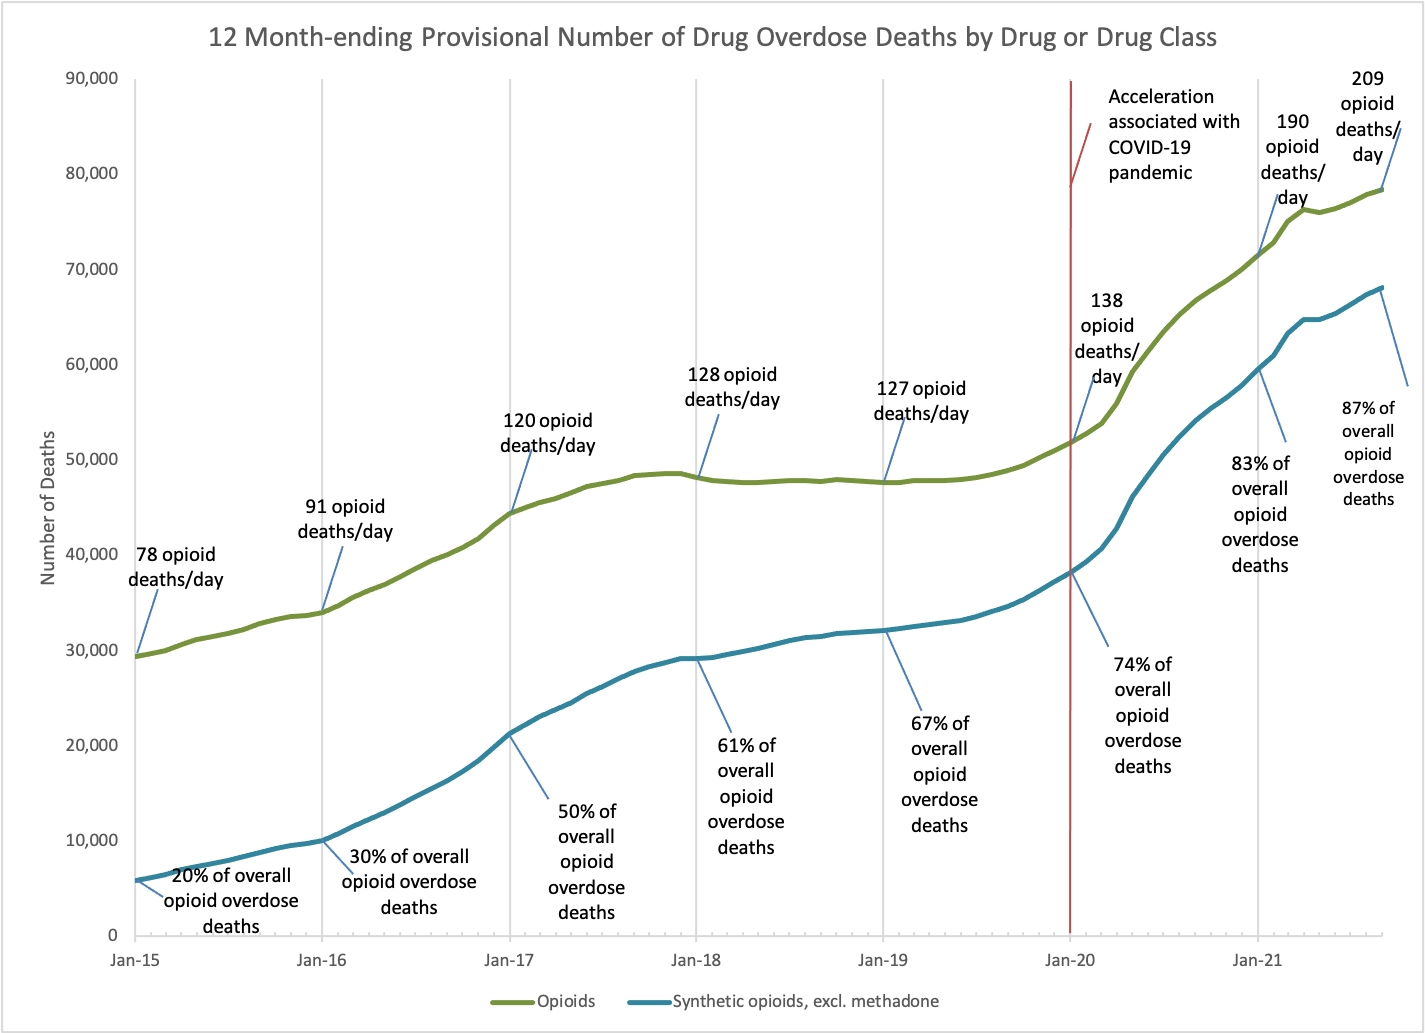 12 Month-ending Provisional Number of Drug Overdose Deaths by Drug or Drug Class
Number of Deaths
90,000
80,000
70,000
60,000
50,000
40,000
30,000
20,000
10,000
0
78 opioid
deaths/day
91 opioid
deaths/day
120 opioid
deaths/day
128 opioid
deaths/day
127 opioid
deaths/day
138
opioid
deaths/
day
Acceleration
associated with
COVID-19
pandemic
190
opioid
deaths/
day
209
opioid
deaths/
day
20% of overall
opioid overdose
deaths
30% of overall
opioid overdose
deaths
50% of
overall
opioid
overdose
deaths
61% of
overall
opioid
overdose
deaths
67% of
overall
opioid
overdose
deaths
74% of
overall
opioid
overdose
deaths
83% of
overall
opioid
overdose
deaths
87% of
overall
opioid
overdose
deaths
Jan-15
Jan-16
Jan-17
Jan-18
Jan-19
Jan-20
Jan-21
Opioids
Synthetic opioids, excl. methadone